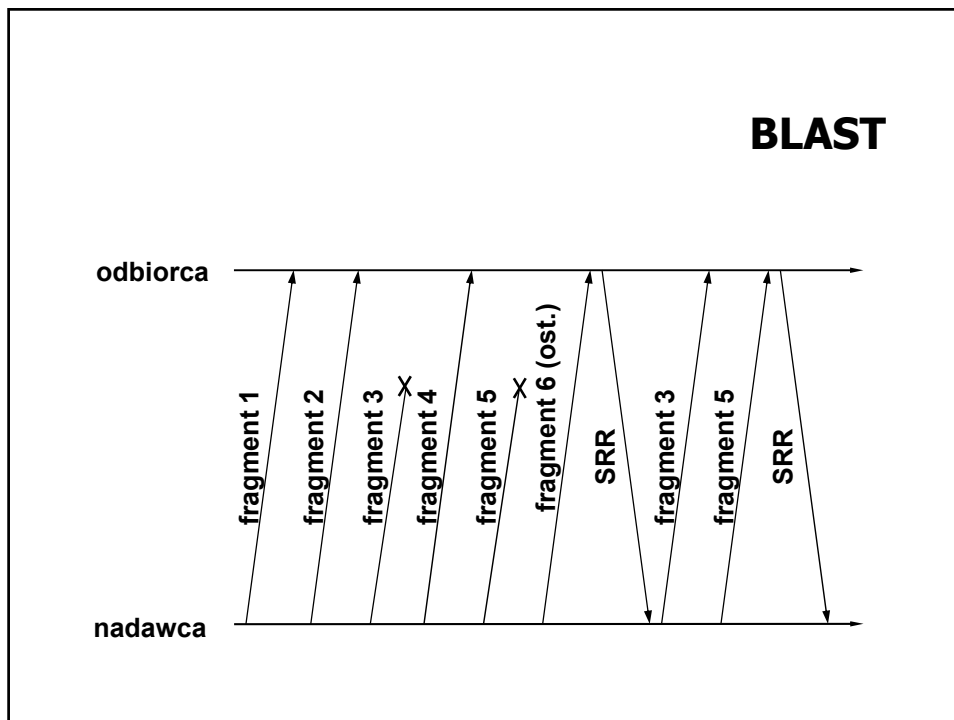 BLAST
odbiorca
fragment 1
fragment 2
fragment 3
fragment 4
fragment 5
fragment 6 (ost.)
SRR
fragment 3
fragment 5
SRR
nadawca